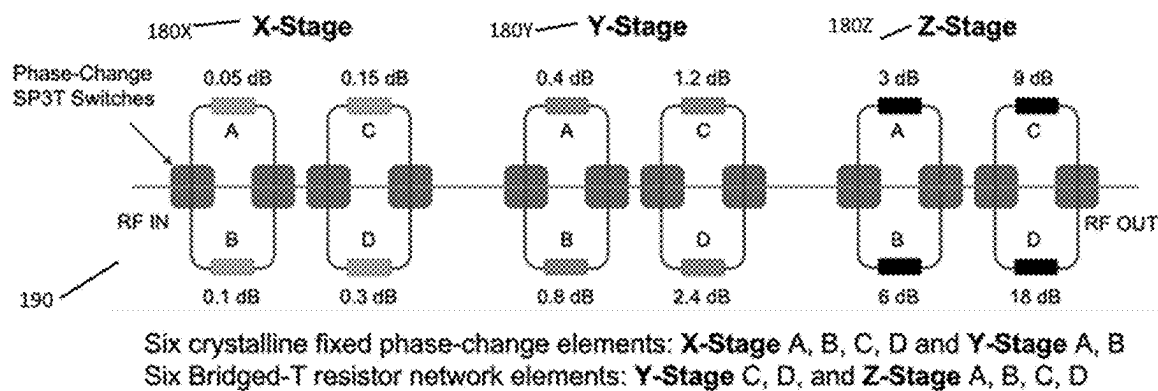 180X X-Stage 180Y Y-Stage 180Z Z-Stage
Phase-Change
SP3T Switches
0.05 dB 0.15 dB 0.4 dB 1.2 dB 3 dB 9 dB
A C A C A C
RF IN RF OUT
B D B D B D
190
0.1 dB 0.3 dB 0.8 dB 2.4 dB 6 dB 18 dB
Six crystalline fixed phase-change elements: X-Stage A, B, C, D and Y-Stage A, B
Six Bridged-T resistor network elements: Y-Stage C, D, and Z-Stage A, B, C, D